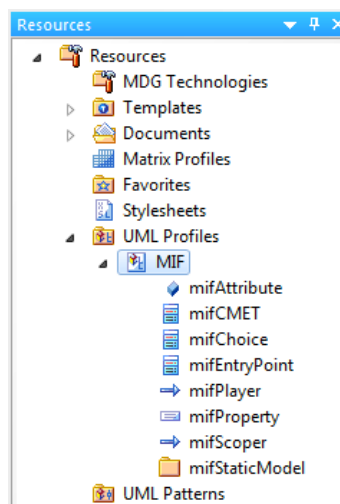 Resources
Resources
MDG Technologies
Templates
Documents
Matrix Profiles
Favorites
Stylesheets
UML Profiles
MIF
mifAttribute
mifCMET
mifChoice
mifEntryPoint
mifPlayer
mifProperty
mifScoper
mifStaticModel
UML Patterns